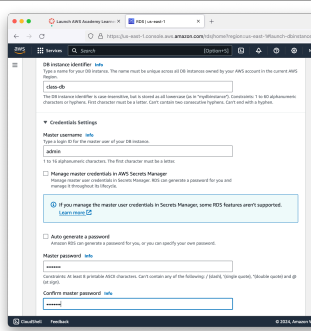 Launch AWS Academy Learner
RDS | us-east-1
https://us-east-1.console.aws.amazon.com/rds/home?region=us-east-1#launch-dbinstance
aws
Services
Search
[Option+S]
DB instance identifier Info
Type a name for your DB instance. The name must be unique across all DB instances owned by your AWS account in the current AWS
Region.
class-db
The DB instance identifier is case-insensitive, but is stored as all lowercase (as in "mydbinstance"). Constraints: 1 to 60 alphanumeric
characters or hyphens. First character must be a letter. Can't contain two consecutive hyphens. Can't end with a hyphen.
Credentials Settings
Master username Info
Type a login ID for the master user of your DB instance.
admin
1 to 16 alphanumeric characters. The first character must be a letter.
Manage master credentials in AWS Secrets Manager
Manage master user credentials in Secrets Manager. RDS can generate a password for you and
manage it throughout its lifecycle.
If you manage the master user credentials in Secrets Manager, some RDS features aren't supported.
Learn more
Auto generate a password
Amazon RDS can generate a password for you, or you can specify your own password.
Master password Info
••••••••
Constraints: At least 8 printable ASCII characters. Can't contain any of the following: / (slash), '(single quote), "(double quote) and @
(at sign).
Confirm master password Info
••••••••
CloudShell
Feedback
© 2024, Amazon